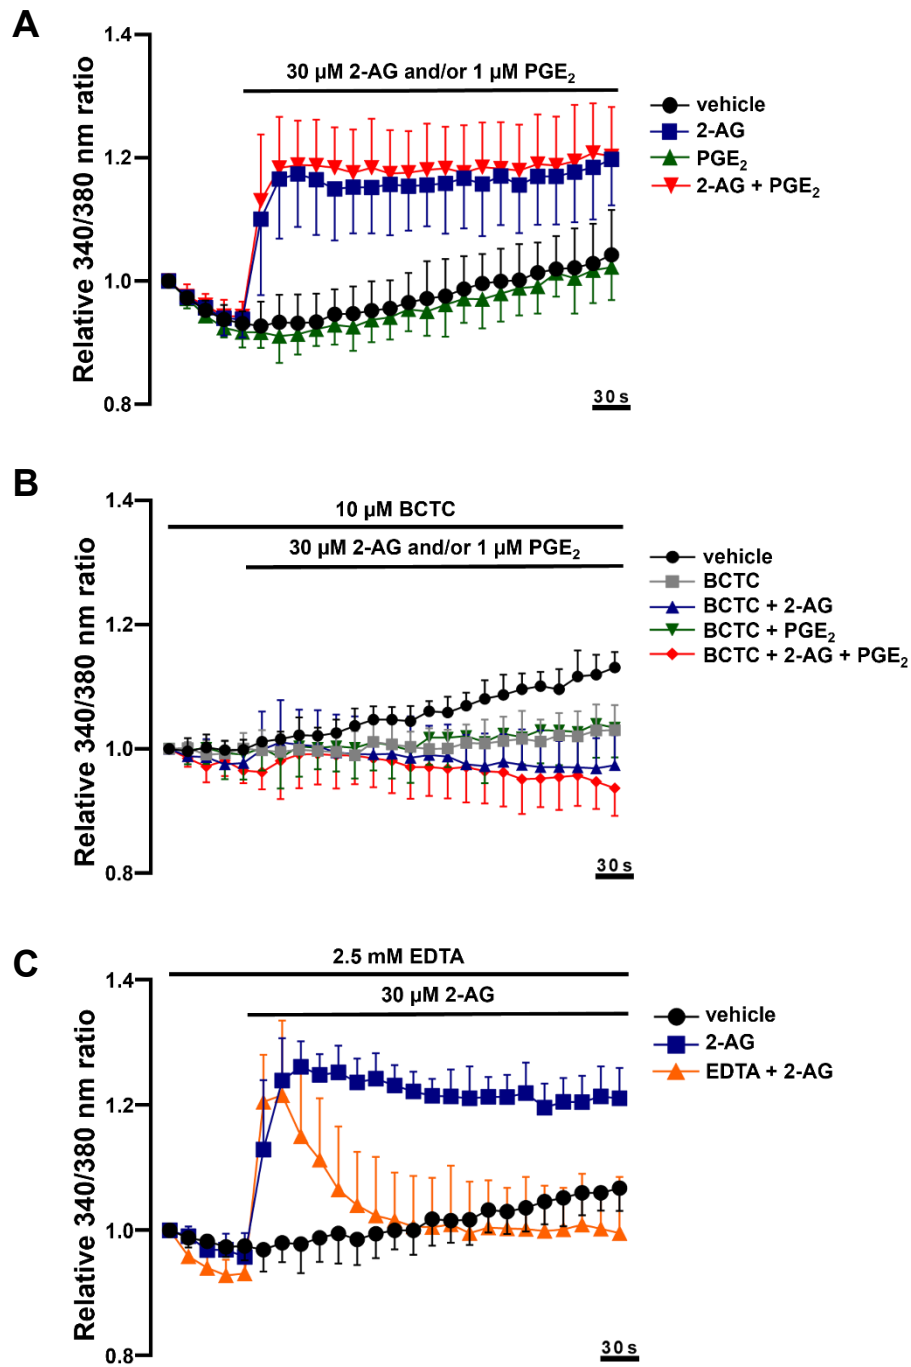 A
1.4
30 µM 2-AG and/or 1 µM PGE₂
vehicle
2-AG
PGE₂
2-AG + PGE₂
1.2
1.0
0.8
Relative 340/380 nm ratio
30 s
B
1.4
10 µM BCTC
30 µM 2-AG and/or 1 µM PGE₂
vehicle
BCTC
BCTC + 2-AG
BCTC + PGE₂
BCTC + 2-AG + PGE₂
1.2
1.0
0.8
Relative 340/380 nm ratio
30 s
C
2.5 mM EDTA
1.4
30 µM 2-AG
vehicle
2-AG
EDTA + 2-AG
1.2
1.0
0.8
Relative 340/380 nm ratio
30 s